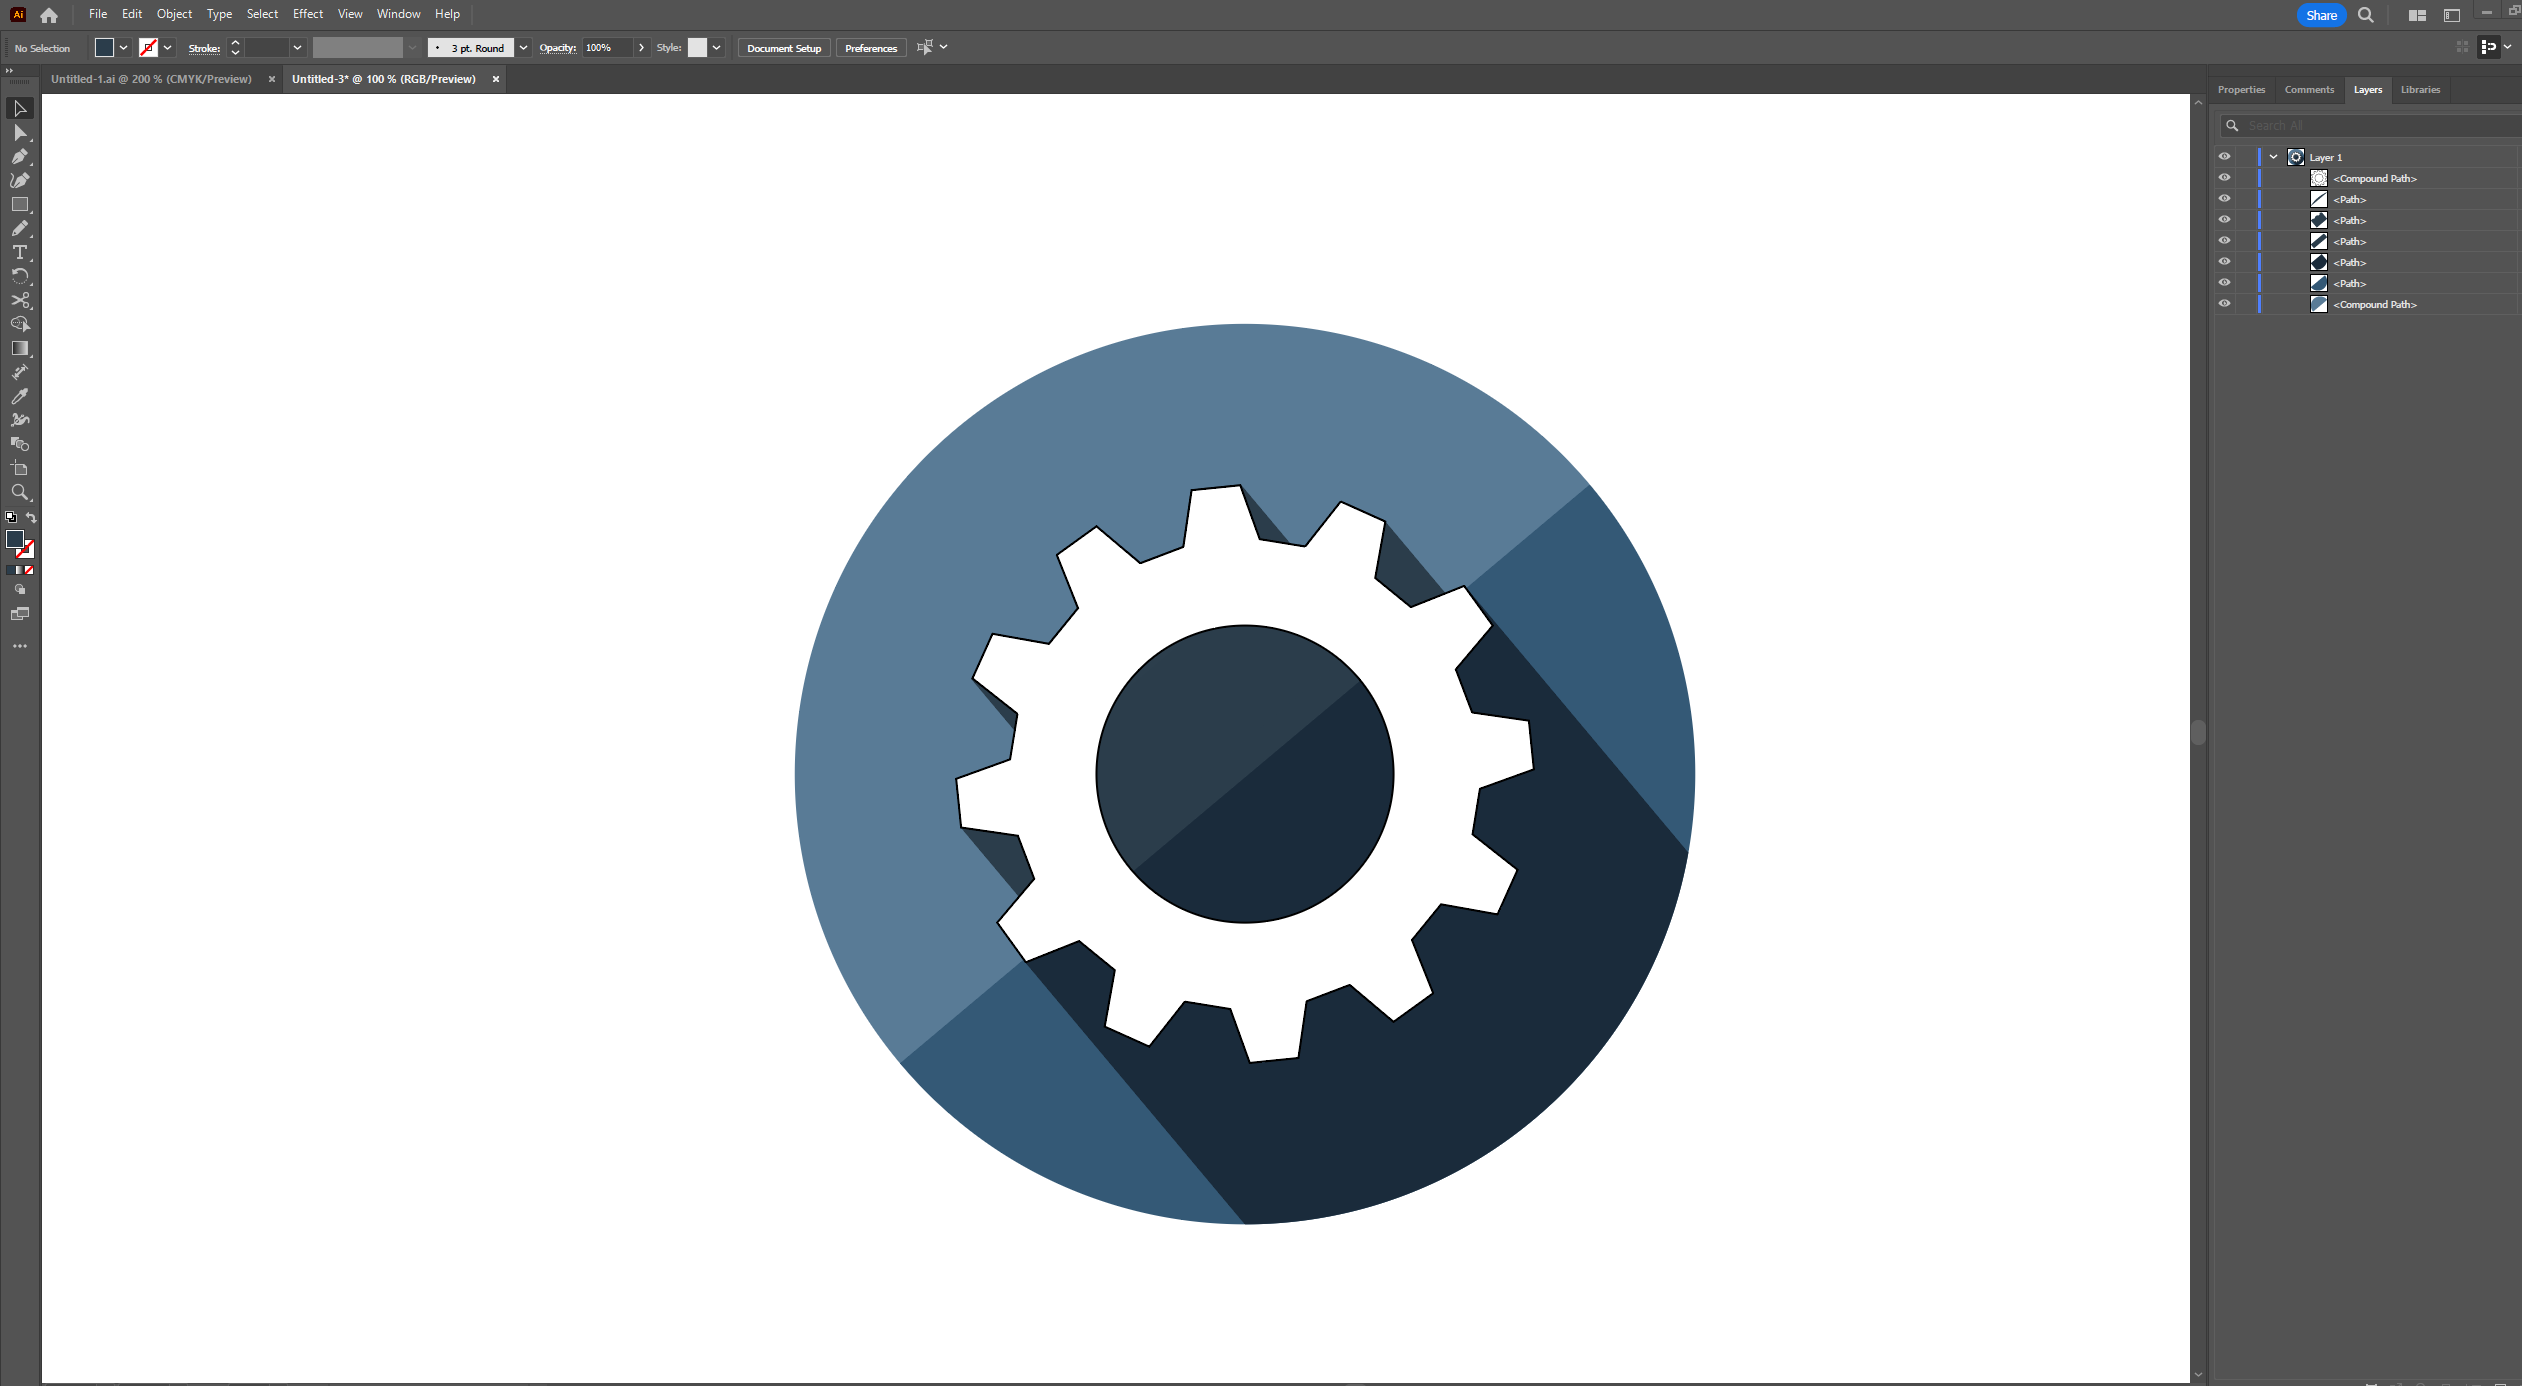 Ai File Edit Object Type Select Effect View Window Help Share
No Selection Stroke: 3 pt. Round Opacity: 100% Style: Document Setup Preferences
Untitled-1.ai @ 200 % (CMYK/Preview) × Untitled-3* @ 100 % (RGB/Preview) ×
Properties Comments Layers Libraries
Search All
Layer 1
<Compound Path>
<Path>
<Path>
<Path>
<Path>
<Path>
<Compound Path>